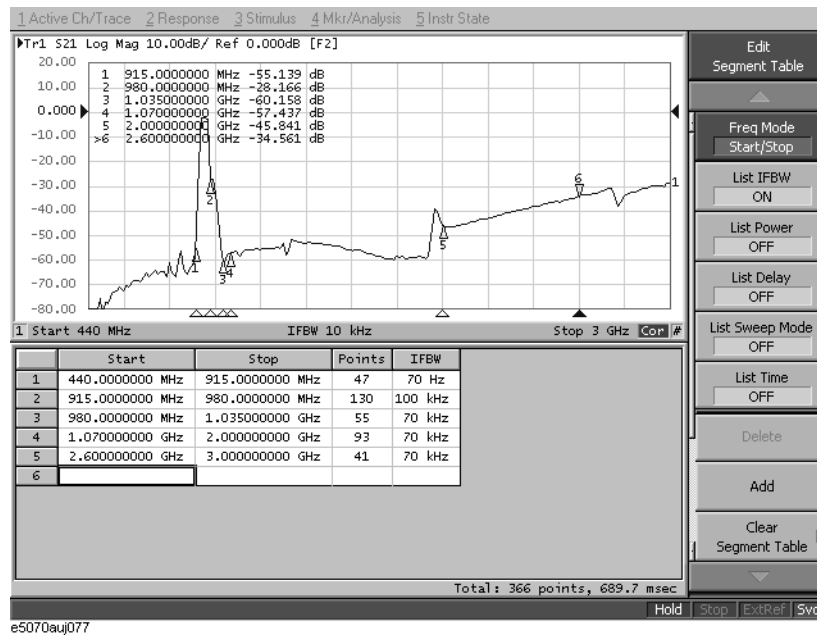 1 Active Ch/Trace 2 Response 3 Stimulus 4 Mkr/Analysis 5 Instr State
Tr1 S21 Log Mag 10.00dB/ Ref 0.000dB [F2]
20.00
10.00
0.000
-10.00
-20.00
-30.00
-40.00
-50.00
-60.00
-70.00
-80.00
1 915.0000000 MHz -55.139 dB
2 980.0000000 MHz -28.166 dB
3 1.035000000 GHz -60.158 dB
4 1.070000000 GHz -57.437 dB
5 2.000000000 GHz -45.841 dB
>6 2.600000000 GHz -34.561 dB
1
2
3
4
5
6
1
1 Start 440 MHz IFBW 10 kHz Stop 3 GHz Cor #
Start Stop Points IFBW
1 440.0000000 MHz 915.0000000 MHz 47 70 Hz
2 915.0000000 MHz 980.0000000 MHz 130 100 kHz
3 980.0000000 MHz 1.035000000 GHz 55 70 kHz
4 1.070000000 GHz 2.000000000 GHz 93 70 kHz
5 2.600000000 GHz 3.000000000 GHz 41 70 kHz
6
Total: 366 points, 689.7 msec
Edit
Segment Table
Freq Mode
Start/Stop
List IFBW
ON
List Power
OFF
List Delay
OFF
List Sweep Mode
OFF
List Time
OFF
Delete
Add
Clear
Segment Table
Hold Stop ExtRef Svc
e5070auj077